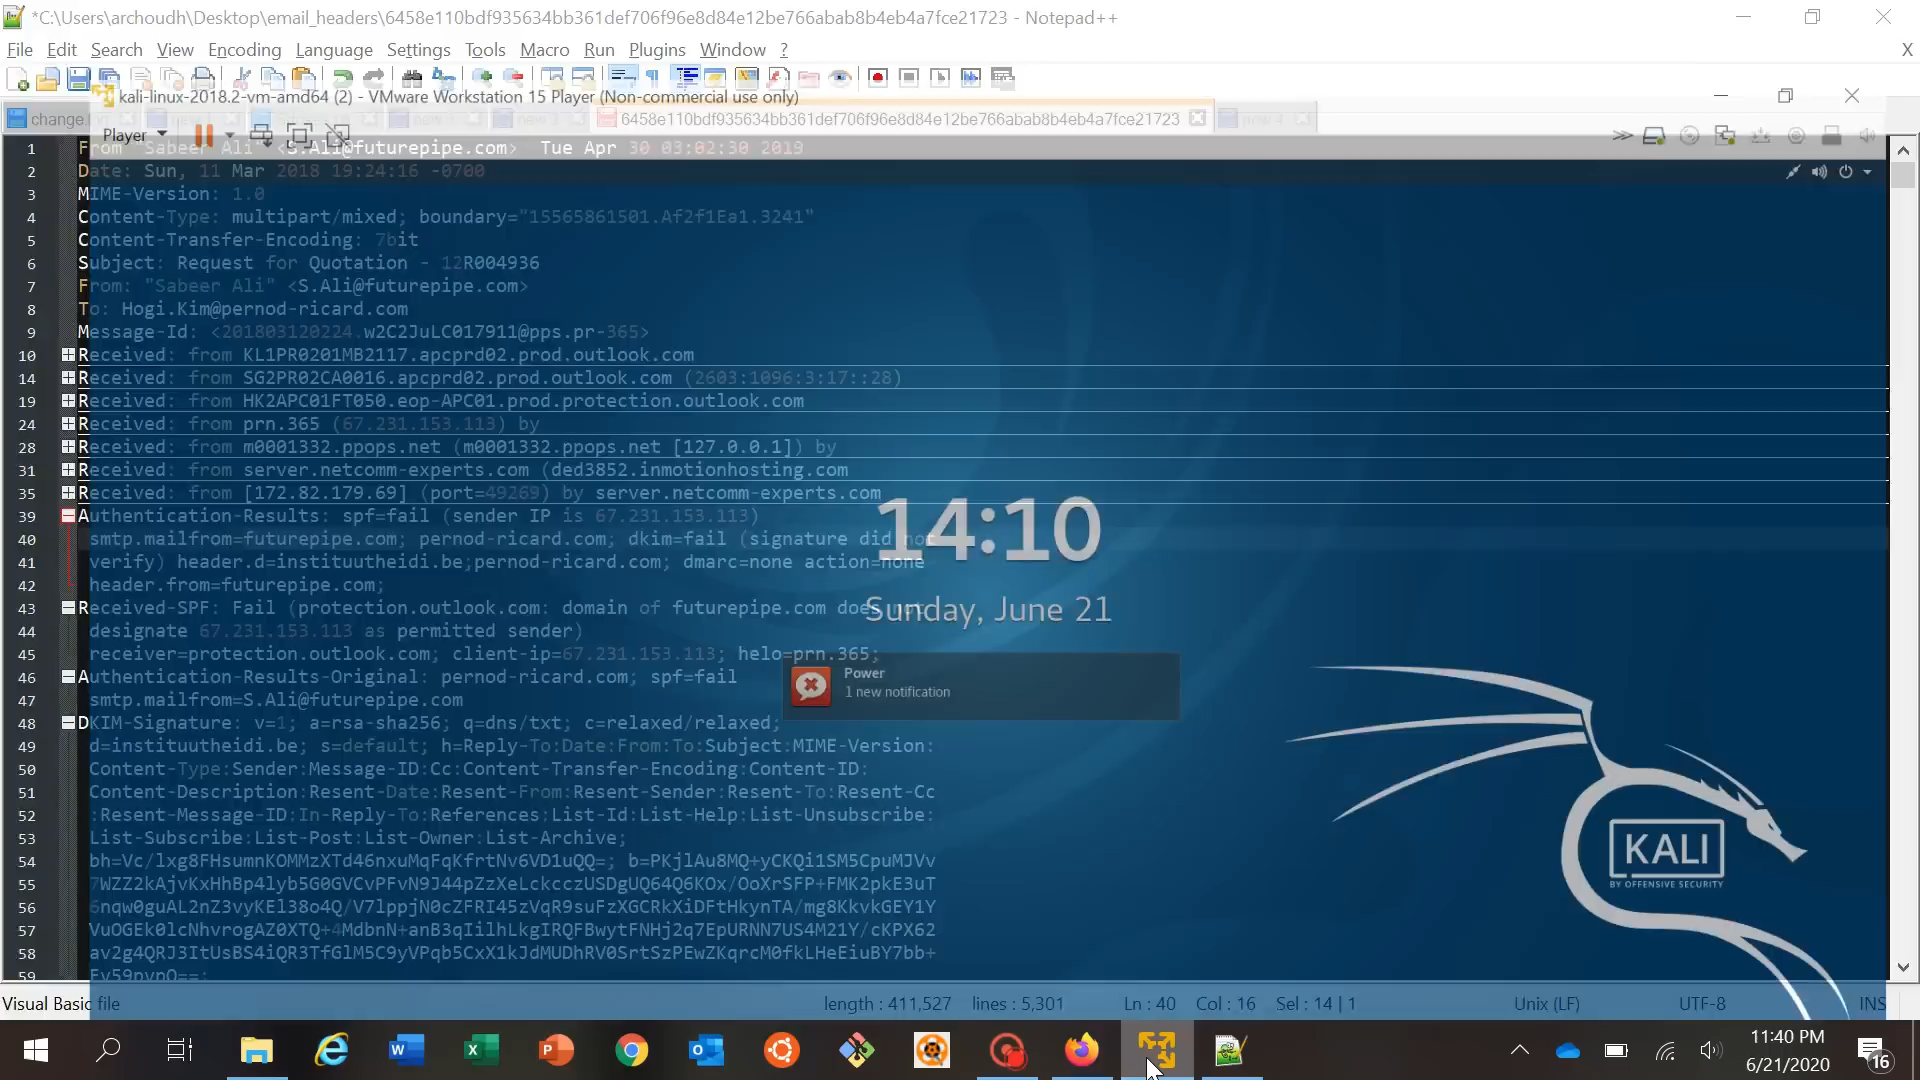 *C:\Users\archoudh\Desktop\email_headers\6458e110bdf935634bb361def706f96e8d84e12be766abab8b4eb4a7fce21723 - Notepad++
File Edit Search View Encoding Language Settings Tools Macro Run Plugins Window ? X
kali-linux-2018.2-vm-amd64 (2) - VMware Workstation 15 Player (Non-commercial use only)
change. 6458e110bdf935634bb361def706f96e8d84e12be766abab8b4eb4a7fce21723 new 4
Player
1 From "Sabeer Ali" <S.Ali@futurepipe.com> Tue Apr 30 03:02:30 2019
2 Date: Sun, 11 Mar 2018 19:24:16 -0700
3 MIME-Version: 1.0
4 Content-Type: multipart/mixed; boundary="15565861501.Af2f1Ea1.3241"
5 Content-Transfer-Encoding: 7bit
6 Subject: Request for Quotation - 12R004936
7 From: "Sabeer Ali" <S.Ali@futurepipe.com>
8 To: Hogi.Kim@pernod-ricard.com
9 Message-Id: <201803120224.w2C2JuLC017911@pps.pr-365>
10 Received: from KL1PR0201MB2117.apcprd02.prod.outlook.com
14 Received: from SG2PR02CA0016.apcprd02.prod.outlook.com (2603:1096:3:17::28)
19 Received: from HK2APC01FT050.eop-APC01.prod.protection.outlook.com
24 Received: from prn.365 (67.231.153.113) by
28 Received: from m0001332.ppops.net (m0001332.ppops.net [127.0.0.1]) by
31 Received: from server.netcomm-experts.com (ded3852.inmotionhosting.com
35 Received: from [172.82.179.69] (port=49269) by server.netcomm-experts.com
39 Authentication-Results: spf=fail (sender IP is 67.231.153.113)
40 smtp.mailfrom=futurepipe.com; pernod-ricard.com; dkim=fail (signature did not
41 verify) header.d=instituutheidi.be;pernod-ricard.com; dmarc=none action=none
42 header.from=futurepipe.com;
43 Received-SPF: Fail (protection.outlook.com: domain of futurepipe.com does not
44 designate 67.231.153.113 as permitted sender)
45 receiver=protection.outlook.com; client-ip=67.231.153.113; helo=prn.365;
46 Authentication-Results-Original: pernod-ricard.com; spf=fail
47 smtp.mailfrom=S.Ali@futurepipe.com
48 DKIM-Signature: v=1; a=rsa-sha256; q=dns/txt; c=relaxed/relaxed;
49 d=instituutheidi.be; s=default; h=Reply-To:Date:From:To:Subject:MIME-Version:
50 Content-Type:Sender:Message-ID:Cc:Content-Transfer-Encoding:Content-ID:
51 Content-Description:Resent-Date:Resent-From:Resent-Sender:Resent-To:Resent-Cc
52 :Resent-Message-ID:In-Reply-To:References:List-Id:List-Help:List-Unsubscribe:
53 List-Subscribe:List-Post:List-Owner:List-Archive;
54 bh=Vc/lxg8FHsumnKOMMzXTd46nxuMqFqKfrtNv6VD1uQQ=; b=PKjlAu8MQ+yCKQi1SM5CpuMJVv
55 7WZZ2kAjvKxHhBp4lyb5G0GVCvPFvN9J44pZzXeLckcczUSDgUQ64Q6KOx/OoXrSFP+FMK2pkE3uT
56 6nqw0guAL2nZ3vyKEl38o4Q/V7lppjN0cZFRI45zVqR9suFzXGCRkXiDFtHkynTA/mg8KkvkGEY1Y
57 VuOGEk0lcNhvrogAZ0XTQ+4MdbnN+anB3qIilhLkgIRQFBwytFNHj2q7EpURNN7US4M21Y/cKPX62
58 av2g4QRJ3ItUsBS4iQR3TfGlM5C9yVPqb5CxX1kJdMUDhRV0SrtSzPEwZKqrcM0fkLHeEiuBY7bb+
59 Ev59pvpQ==;
14:10
Sunday, June 21
Power
1 new notification
KALI
BY OFFENSIVE SECURITY
Visual Basic file length : 411,527 lines : 5,301 Ln : 40 Col : 16 Sel : 14 | 1 Unix (LF) UTF-8 INS
11:40 PM
6/21/2020
16